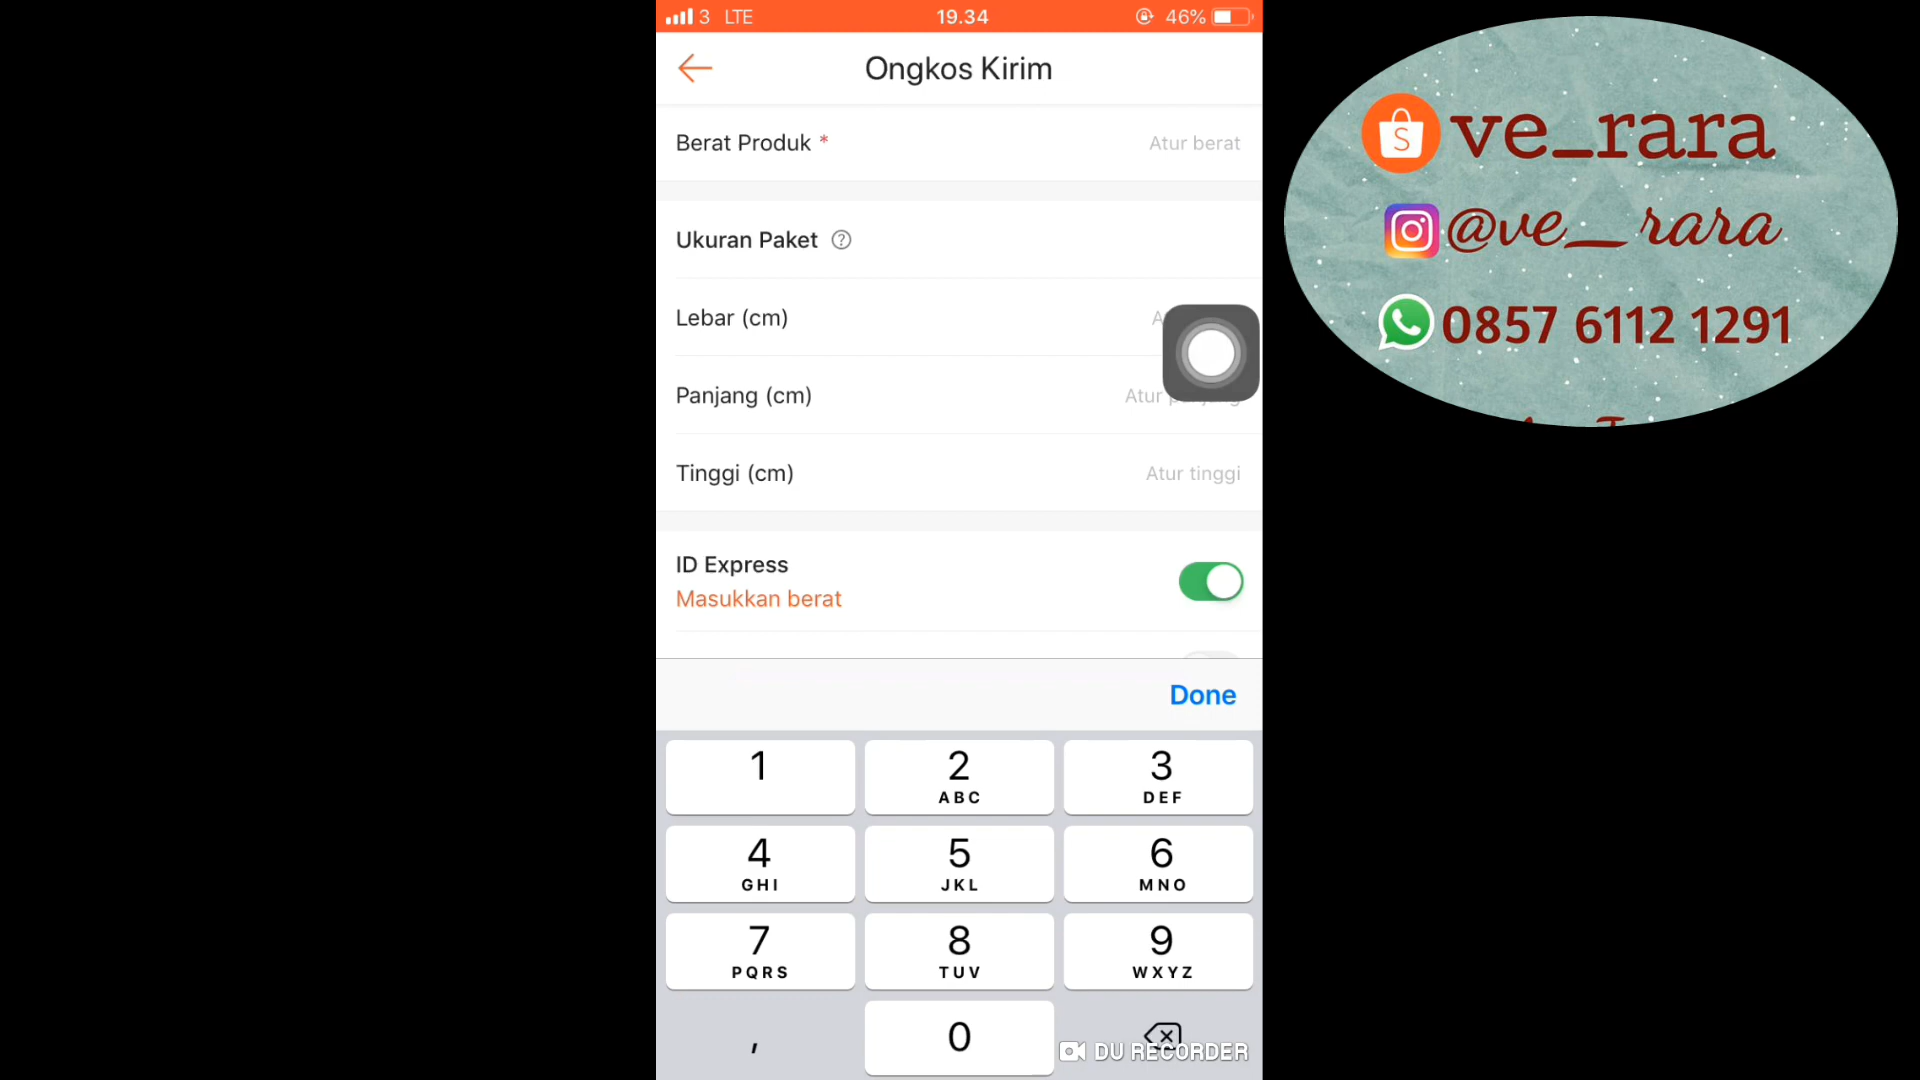 3 LTE 19.34 46%
Ongkos Kirim
Berat Produk * Atur berat
Ukuran Paket ?
Lebar (cm)
Panjang (cm) Atur
Tinggi (cm) Atur tinggi
ID Express
Masukkan berat
Done
1
2 ABC
3 DEF
4 GHI
5 JKL
6 MNO
7 PQRS
8 TUV
9 WXYZ
, 0
DU RECORDER
S ve_rara
@ve__rara
0857 6112 1291